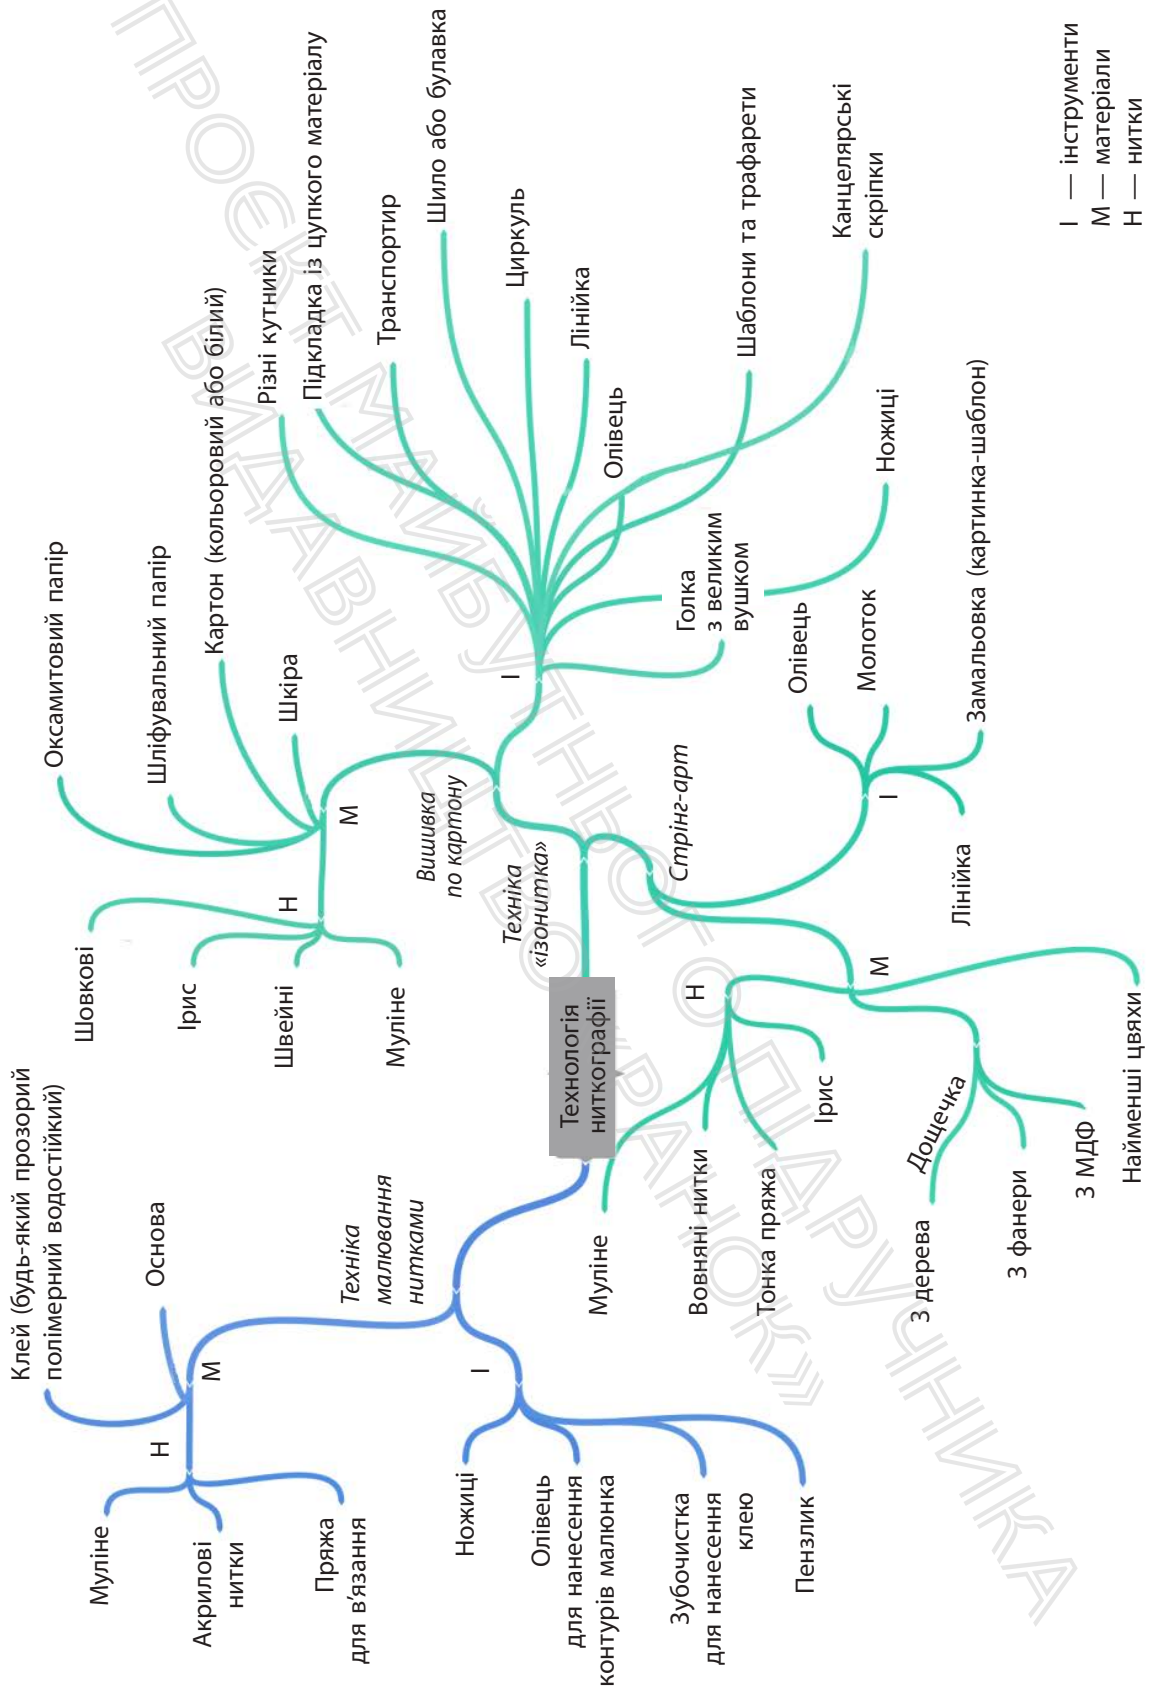 Технологія
ниткографії
Техніка
малювання
нитками
М
Клей (будь-який прозорий
полімерний водостійкий)
Основа
Н
Муліне
Акрилові
нитки
Пряжа
для в’язання
І
Ножиці
Олівець
для нанесення
контурів малюнка
Зубочистка
для нанесення
клею
Пензлик
Техніка
«ізонитка»
Вишивка
по картону
М
Оксамитовий папір
Шліфувальний папір
Картон (кольоровий або білий)
Шкіра
Н
Шовкові
Ірис
Швейні
Муліне
І
Різні кутники
Підкладка із цупкого матеріалу
Транспортир
Шило або булавка
Циркуль
Лінійка
Олівець
Шаблони та трафарети
Канцелярські
скріпки
Ножиці
Голка
з великим
вушком
Стрінг-арт
І
Олівець
Молоток
Замальовка (картинка-шаблон)
Лінійка
М
Н
Муліне
Вовняні нитки
Тонка пряжа
Ірис
Дощечка
З дерева
З фанери
З МДФ
Найменші цвяхи
І — інструменти
М — матеріали
Н — нитки
ПРОЄКТ МАЙБУТНЬОГО ПІДРУЧНИКА
ВИДАВНИЦТВО «РАНОК»